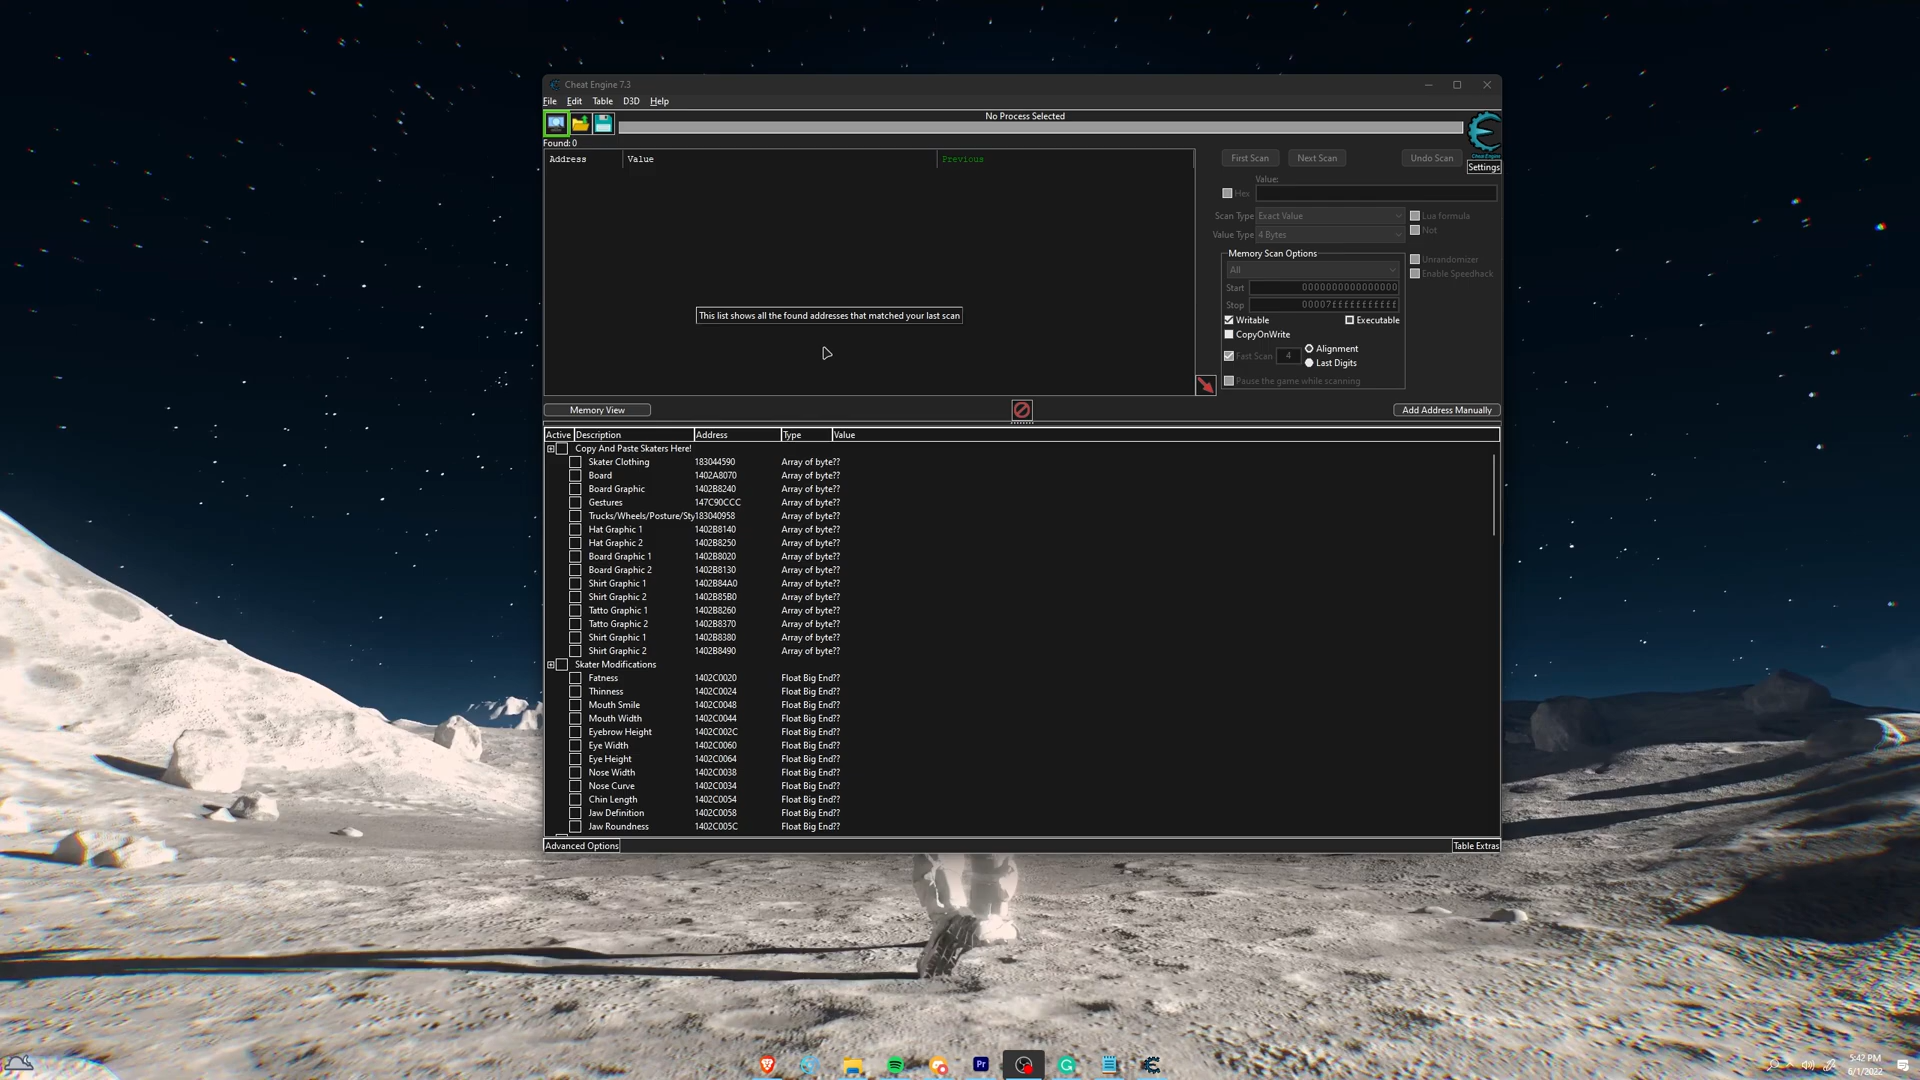 Cheat Engine 7.3
File Edit Table D3D Help
No Process Selected
Found: 0
Address Value Previous
First Scan Next Scan Undo Scan
Settings
Value:
Hex
Scan Type Exact Value Lua formula
Not
Value Type 4 Bytes
Memory Scan Options
All
Unrandomizer
Enable Speedhack
Start 0000000000000000
Stop 00007fffffffffff
Writable Executable
CopyOnWrite
Fast Scan 4 Alignment
Last Digits
Pause the game while scanning
This list shows all the found addresses that matched your last scan
Memory View Add Address Manually
Active Description Address Type Value
Copy And Paste Skaters Here!
Skater Clothing 183044590 Array of byte??
Board 1402A8070 Array of byte??
Board Graphic 1402B8240 Array of byte??
Gestures 147C90CCC Array of byte??
Trucks/Wheels/Posture/Sty183040958 Array of byte??
Hat Graphic 1 1402B8140 Array of byte??
Hat Graphic 2 1402B8250 Array of byte??
Board Graphic 1 1402B8020 Array of byte??
Board Graphic 2 1402B8130 Array of byte??
Shirt Graphic 1 1402B84A0 Array of byte??
Shirt Graphic 2 1402B85B0 Array of byte??
Tatto Graphic 1 1402B8260 Array of byte??
Tatto Graphic 2 1402B8370 Array of byte??
Shirt Graphic 1 1402B8380 Array of byte??
Shirt Graphic 2 1402B8490 Array of byte??
Skater Modifications
Fatness 1402C0020 Float Big End??
Thinness 1402C0024 Float Big End??
Mouth Smile 1402C0048 Float Big End??
Mouth Width 1402C0044 Float Big End??
Eyebrow Height 1402C002C Float Big End??
Eye Width 1402C0060 Float Big End??
Eye Height 1402C0064 Float Big End??
Nose Width 1402C0038 Float Big End??
Nose Curve 1402C0034 Float Big End??
Chin Length 1402C0054 Float Big End??
Jaw Definition 1402C0058 Float Big End??
Jaw Roundness 1402C005C Float Big End??
Advanced Options Table Extras
Pr
5:42 PM
6/1/2022